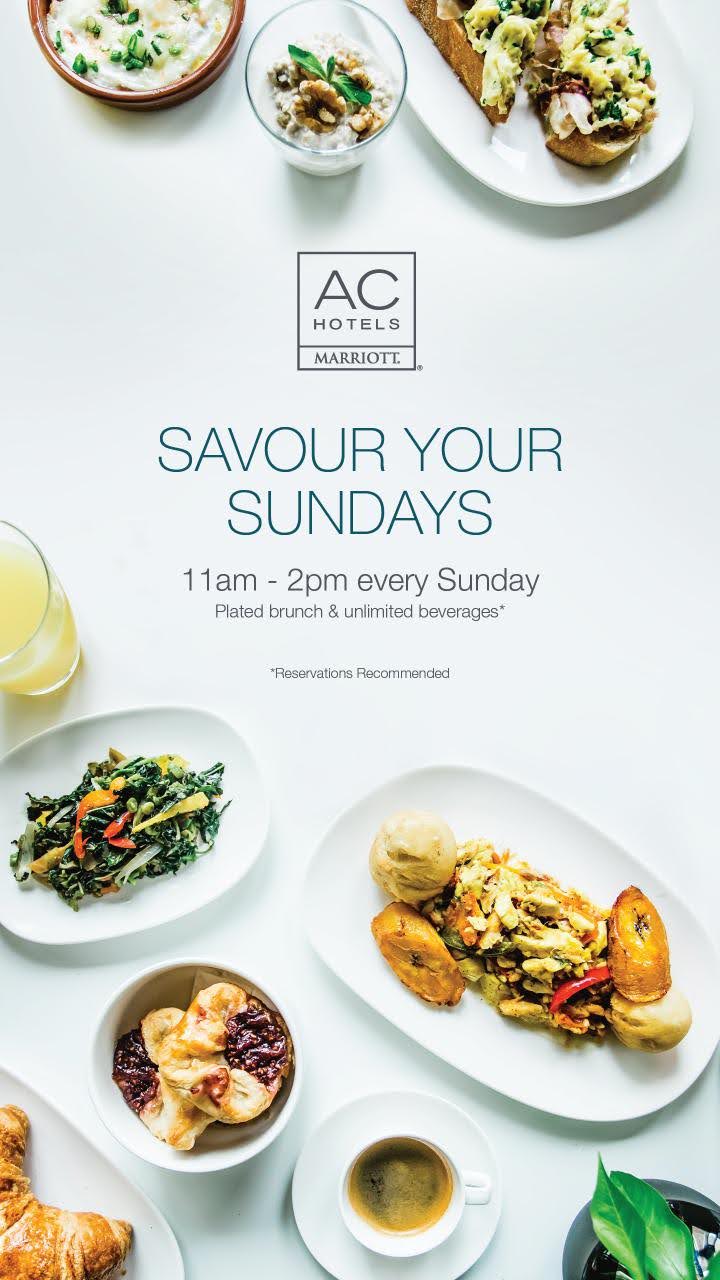 AC
HOTELS
MARRIOTT®
SAVOUR YOUR
SUNDAYS
11am - 2pm every Sunday
Plated brunch & unlimited beverages*
*Reservations Recommended